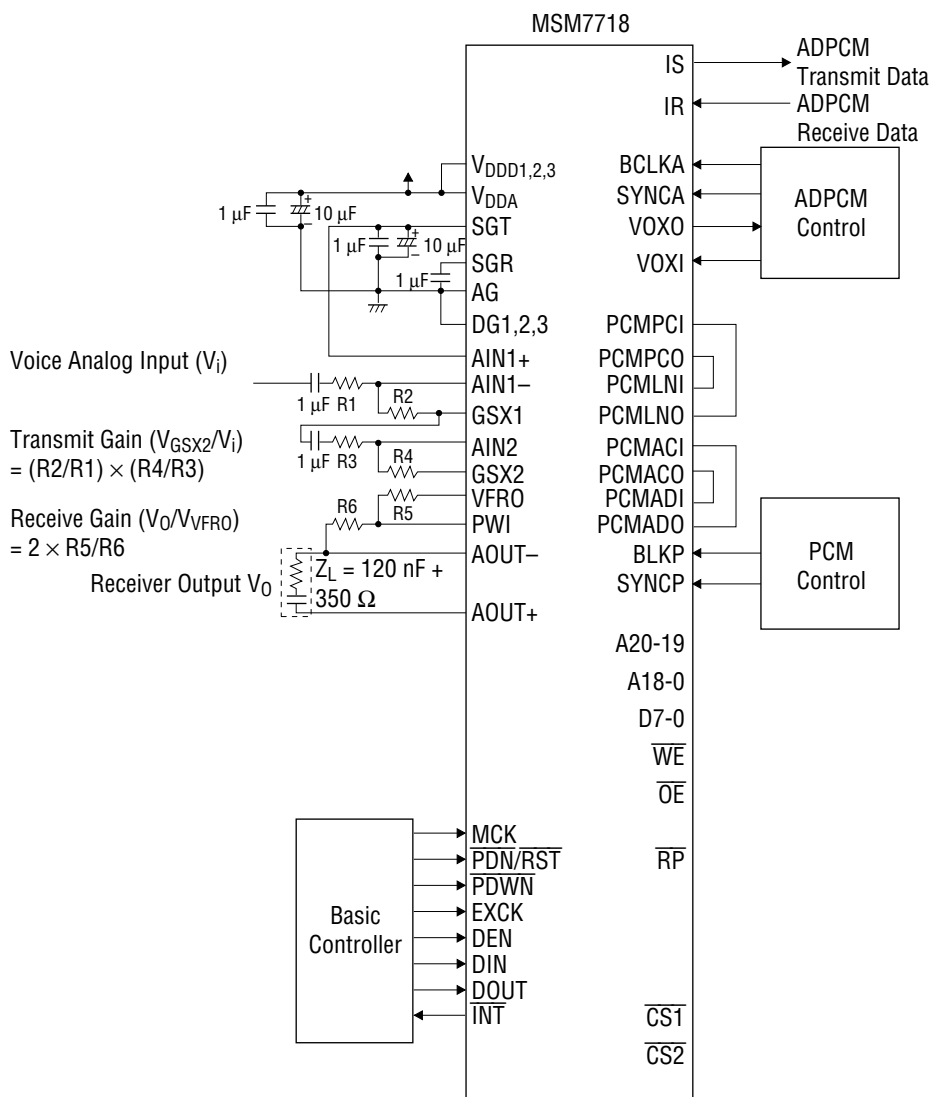 MSM7718
IS
ADPCM
Transmit Data
IR
ADPCM
Receive Data
BCLKA
SYNCA
VOXO
VOXI
ADPCM
Control
VDDD1,2,3
VDDA
1 μF
+
–
10 μF
SGT
1 μF
+
–
10 μF
SGR
1 μF
AG
DG1,2,3
PCMPCI
AIN1+
PCMPCO
Voice Analog Input (Vi)
AIN1–
PCMLNI
1 μF R1
R2
GSX1
PCMLNO
Transmit Gain (VGSX2/Vi)
= (R2/R1) × (R4/R3)
AIN2
PCMACI
1 μF R3
R4
GSX2
PCMACO
VFRO
PCMADI
R6
R5
PWI
PCMADO
Receive Gain (VO/VVFRO)
= 2 × R5/R6
AOUT–
BLKP
SYNCP
PCM
Control
Receiver Output VO
ZL = 120 nF +
350 Ω
AOUT+
A20-19
A18-0
D7-0
WE
OE
RP
Basic
Controller
MCK
PDN/RST
PDWN
EXCK
DEN
DIN
DOUT
INT
CS1
CS2